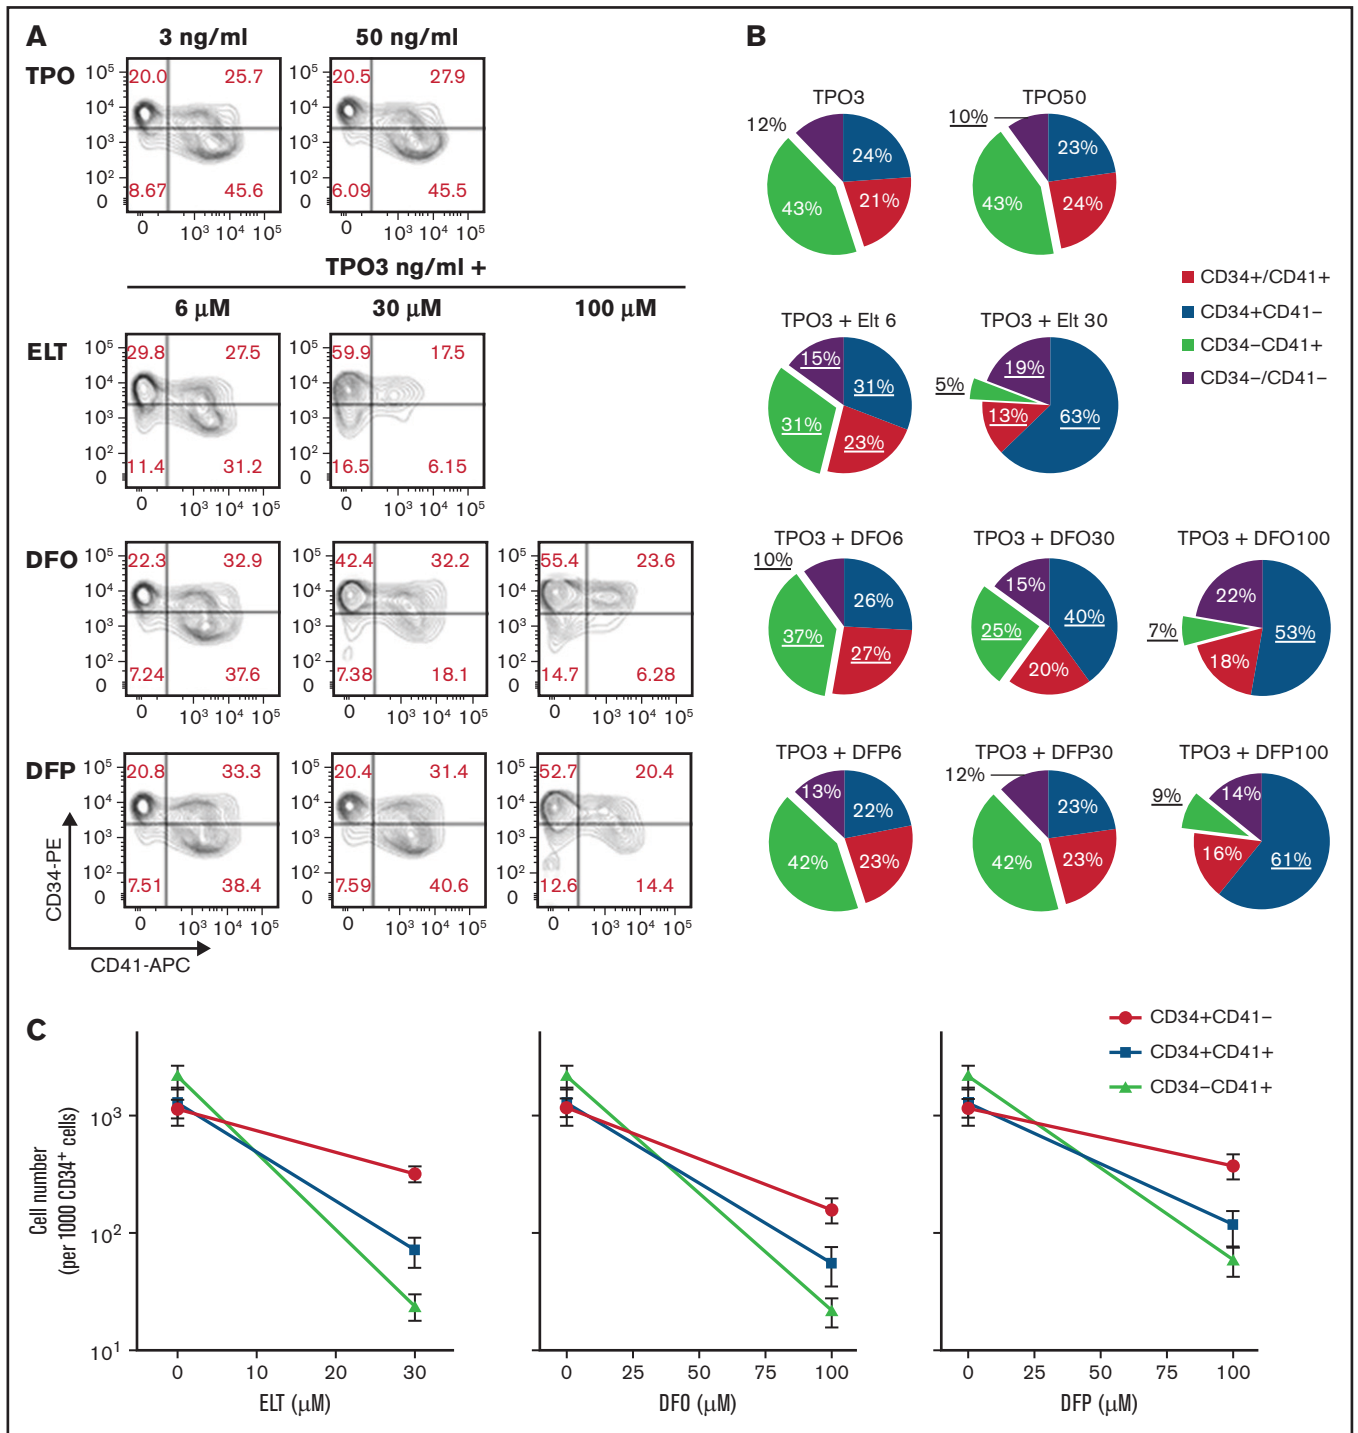 A
3 ng/ml 50 ng/ml
TPO
10⁵ 20.0 25.7 10⁵ 20.5 27.9
10⁴ 10⁴
10³ 10³
10² 8.67 45.6 10² 6.09 45.5
0 0
0 10³ 10⁴ 10⁵ 0 10³ 10⁴ 10⁵
TPO3 ng/ml +
6 μM 30 μM 100 μM
ELT
10⁵ 29.8 27.5 10⁵ 59.9 17.5
10⁴ 10⁴
10³ 10³
10² 11.4 31.2 10² 16.5 6.15
0 0
0 10³ 10⁴ 10⁵ 0 10³ 10⁴ 10⁵
DFO
10⁵ 22.3 32.9 10⁵ 42.4 32.2 10⁵ 55.4 23.6
10⁴ 10⁴ 10⁴
10³ 10³ 10³
10² 7.24 37.6 10² 7.38 18.1 10² 14.7 6.28
0 0 0
0 10³ 10⁴ 10⁵ 0 10³ 10⁴ 10⁵ 0 10³ 10⁴ 10⁵
DFP
10⁵ 20.8 33.3 10⁵ 20.4 31.4 10⁵ 52.7 20.4
10⁴ 10⁴ 10⁴
10³ 10³ 10³
10² 7.51 38.4 10² 7.59 40.6 10² 12.6 14.4
0 0 0
0 10³ 10⁴ 10⁵ 0 10³ 10⁴ 10⁵ 0 10³ 10⁴ 10⁵
CD34-PE
CD41-APC
B
TPO3 TPO50
12% 24% 21% 43%
10% 23% 24% 43%
CD34+/CD41+
CD34+CD41−
CD34−CD41+
CD34−/CD41−
TPO3 + Elt 6 TPO3 + Elt 30
15% 31% 23% 31%
19% 63% 13% 5%
TPO3 + DFO6 TPO3 + DFO30 TPO3 + DFO100
10% 26% 27% 37%
15% 40% 20% 25%
22% 53% 18% 7%
TPO3 + DFP6 TPO3 + DFP30 TPO3 + DFP100
13% 22% 23% 42%
12% 23% 23% 42%
14% 61% 16% 9%
C
CD34+CD41−
CD34+CD41+
CD34−CD41+
Cell number
(per 1000 CD34⁺ cells)
10³
10²
10¹
0 10 20 30
ELT (μM)
0 25 50 75 100
DFO (μM)
0 25 50 75 100
DFP (μM)